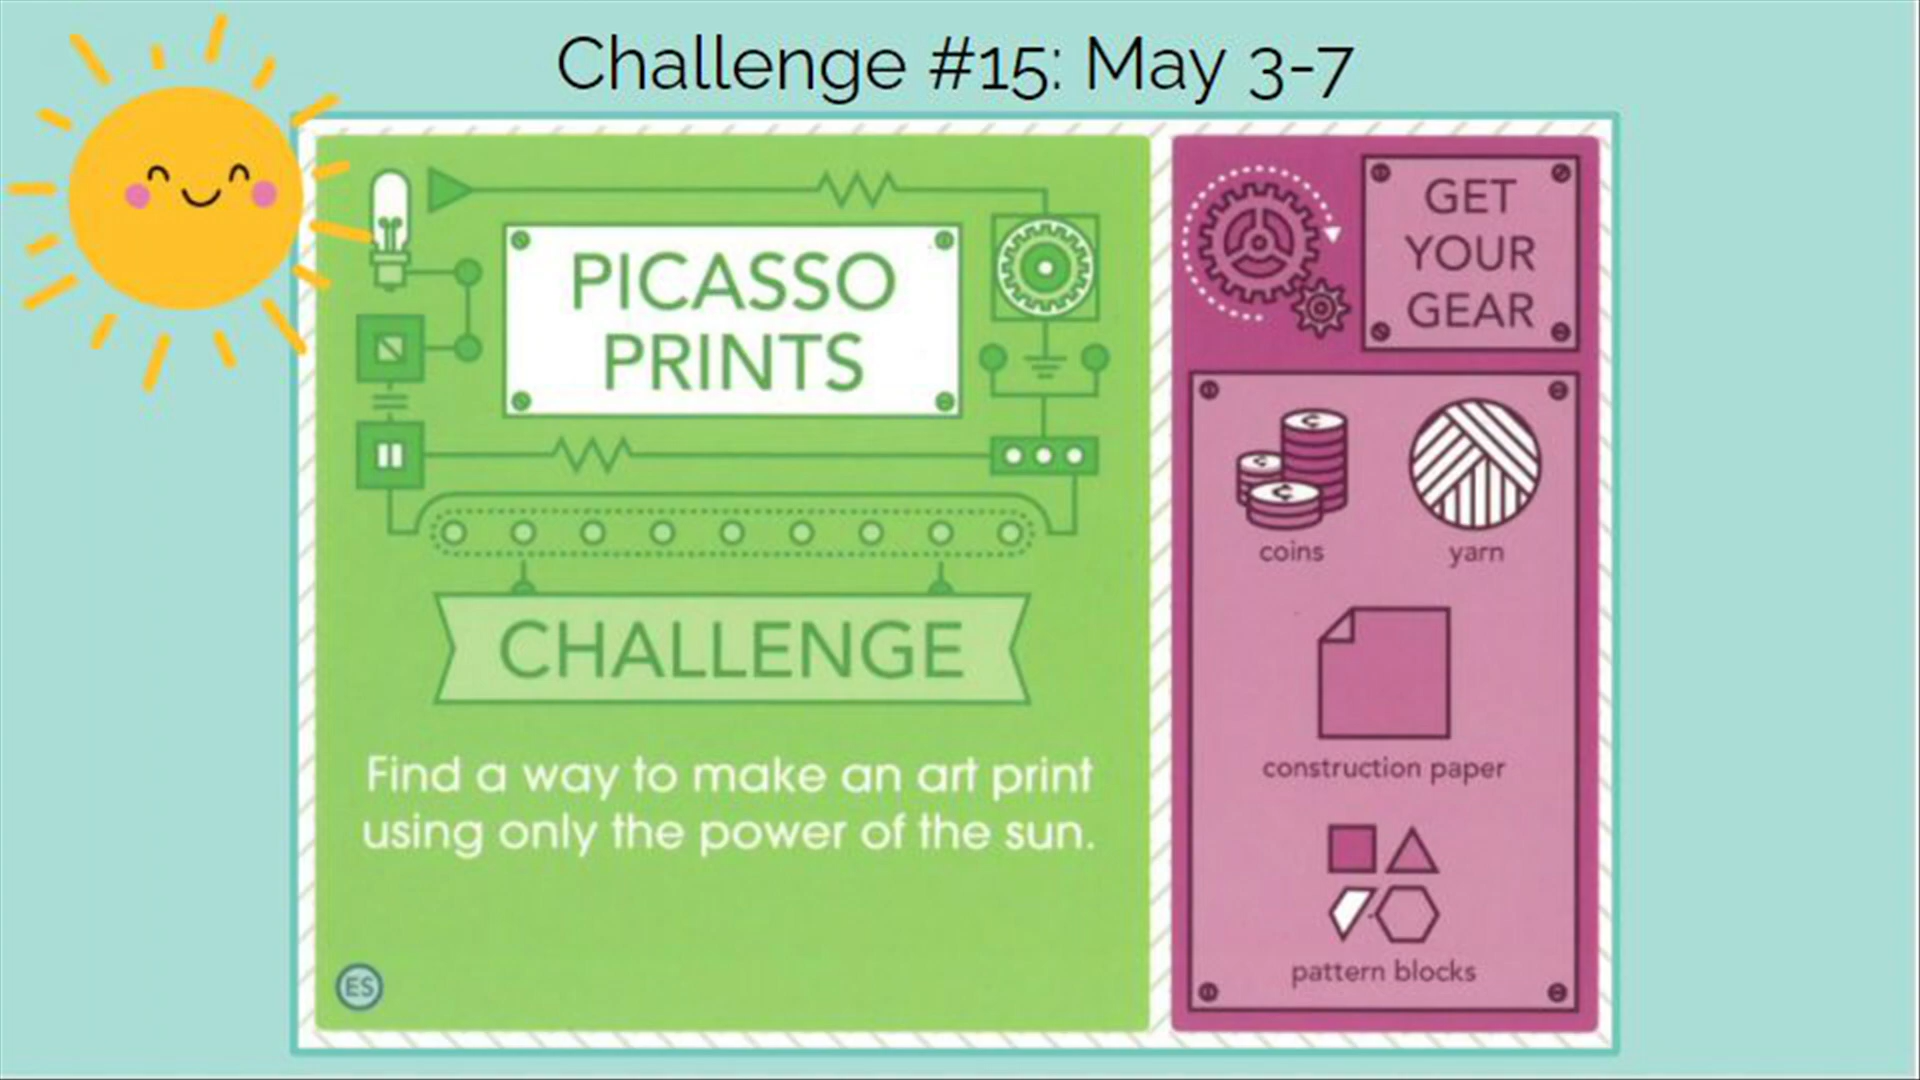 Challenge #15: May 3-7
PICASSO
PRINTS
CHALLENGE
Find a way to make an art print
using only the power of the sun.
ES
GET
YOUR
GEAR
C
C
C
coins
yarn
construction paper
pattern blocks